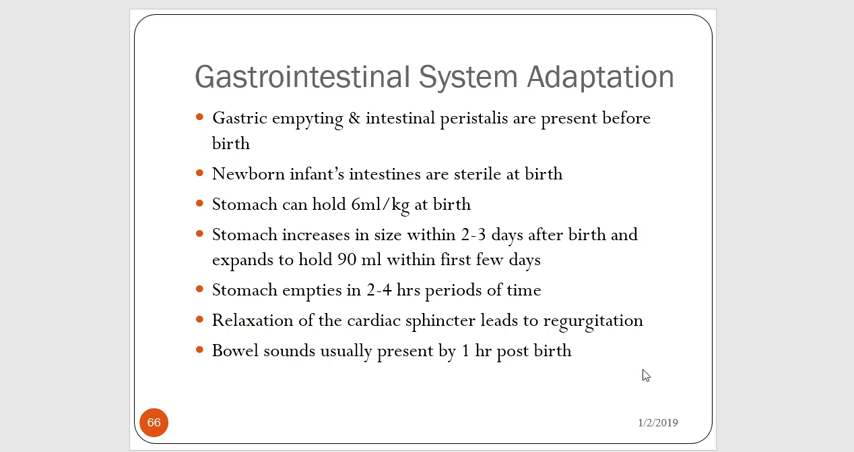 Gastrointestinal System Adaptation
• Gastric empyting & intestinal peristalis are present before
birth
• Newborn infant's intestines are sterile at birth
• Stomach can hold 6ml/kg at birth
• Stomach increases in size within 2-3 days after birth and
expands to hold 90 ml within first few days
• Stomach empties in 2-4 hrs periods of time
• Relaxation of the cardiac sphincter leads to regurgitation
• Bowel sounds usually present by 1 hr post birth
66
1/2/2019